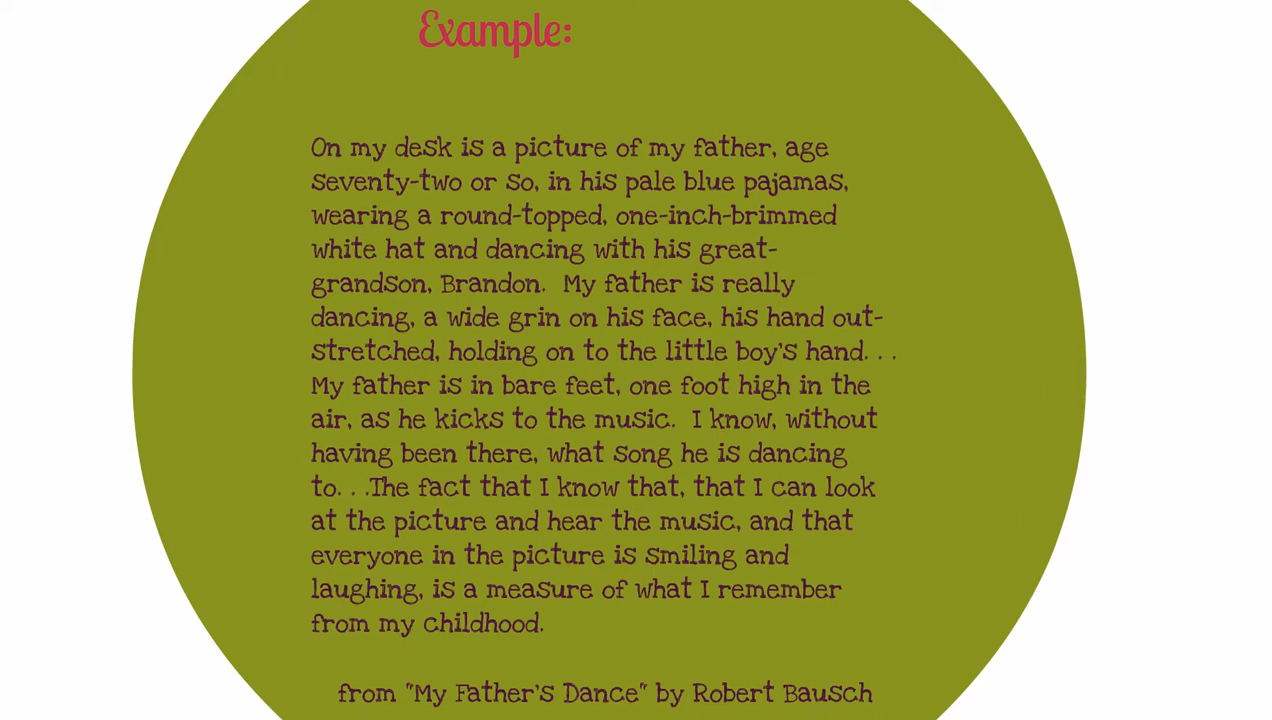 Example:
On my desk is a picture of my father, age
seventy-two or so, in his pale blue pajamas,
wearing a round-topped, one-inch-brimmed
white hat and dancing with his great-
grandson, Brandon.  My father is really
dancing, a wide grin on his face, his hand out-
stretched, holding on to the little boy's hand. . .
My father is in bare feet, one foot high in the
air, as he kicks to the music.  I know, without
having been there, what song he is dancing
to. . .The fact that I know that, that I can look
at the picture and hear the music, and that
everyone in the picture is smiling and
laughing, is a measure of what I remember
from my childhood.
from "My Father's Dance" by Robert Bausch